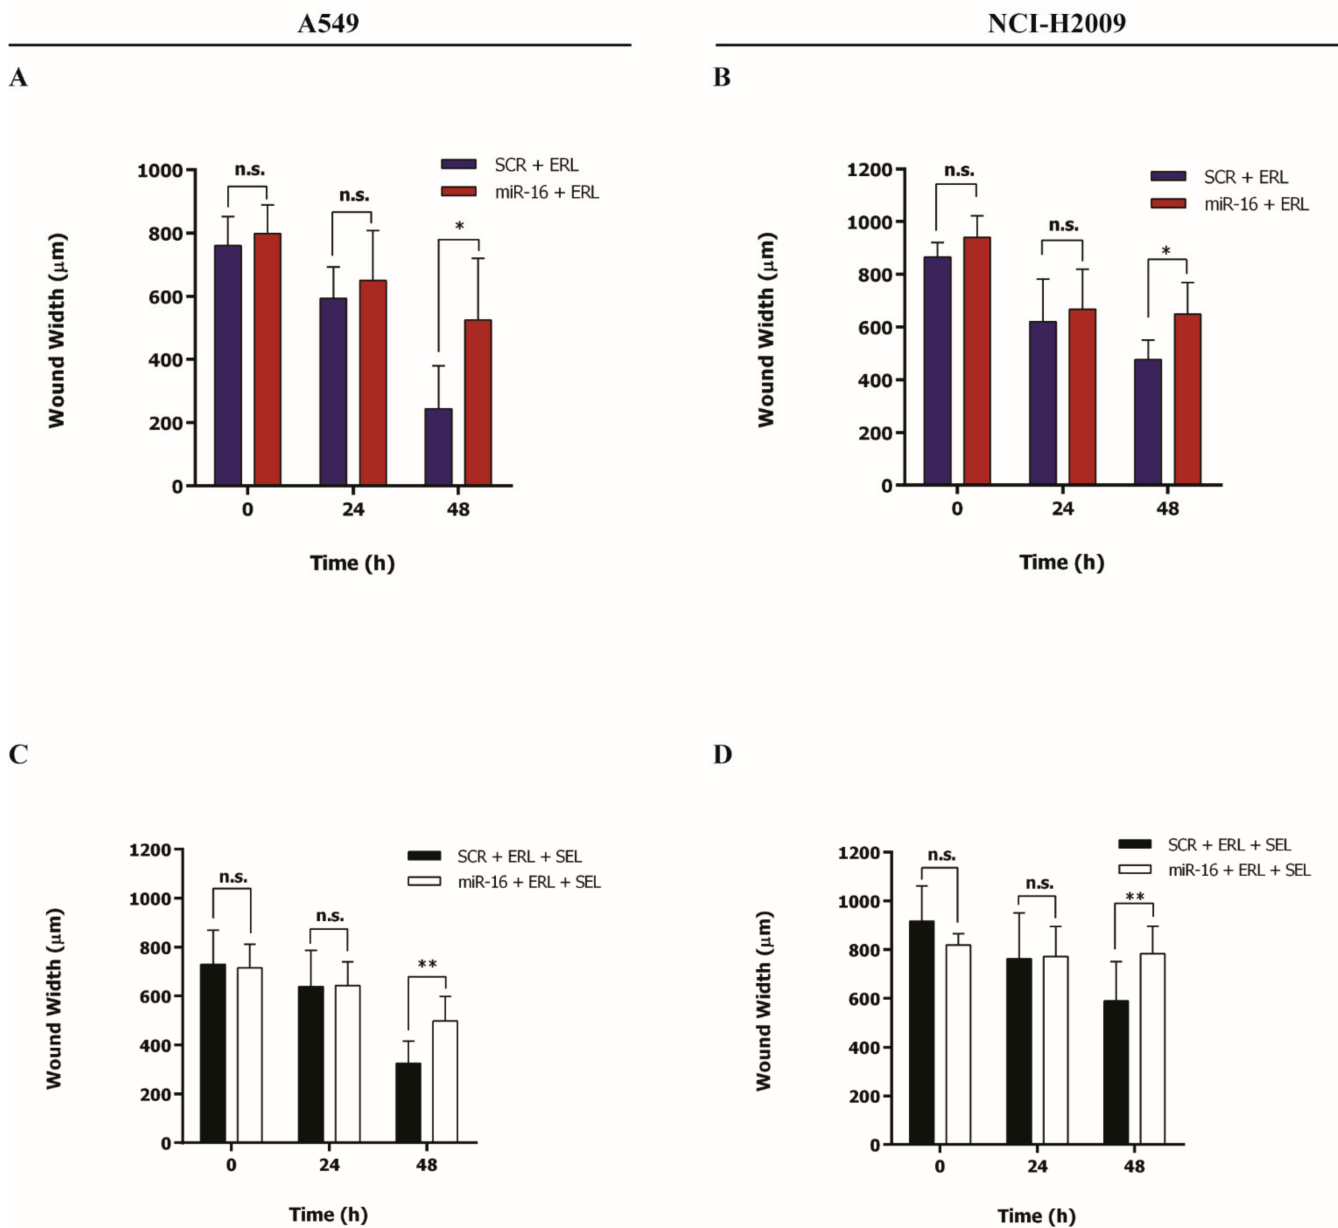 A549
NCI-H2009
A
B
SCR + ERL
miR-16 + ERL
n.s.
n.s.
*
1000
800
600
400
200
0
Wound Width (μm)
0 24 48
Time (h)
SCR + ERL
miR-16 + ERL
n.s.
n.s.
*
1200
1000
800
600
400
200
0
Wound Width (μm)
0 24 48
Time (h)
C
D
SCR + ERL + SEL
miR-16 + ERL + SEL
n.s.
n.s.
**
1200
1000
800
600
400
200
0
Wound Width (μm)
0 24 48
Time (h)
SCR + ERL + SEL
miR-16 + ERL + SEL
n.s.
n.s.
**
1200
1000
800
600
400
200
0
Wound Width (μm)
0 24 48
Time (h)